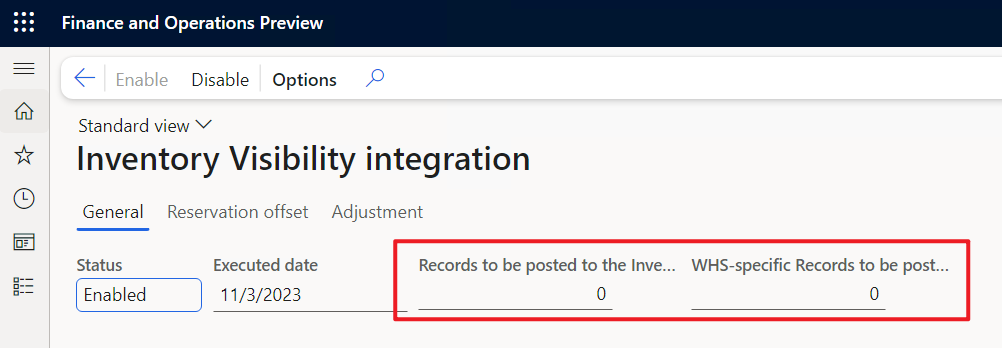 Finance and Operations Preview
Enable Disable Options
Standard view
Inventory Visibility integration
General Reservation offset Adjustment
Status Executed date Records to be posted to the Inve... WHS-specific Records to be post...
Enabled 11/3/2023 0 0